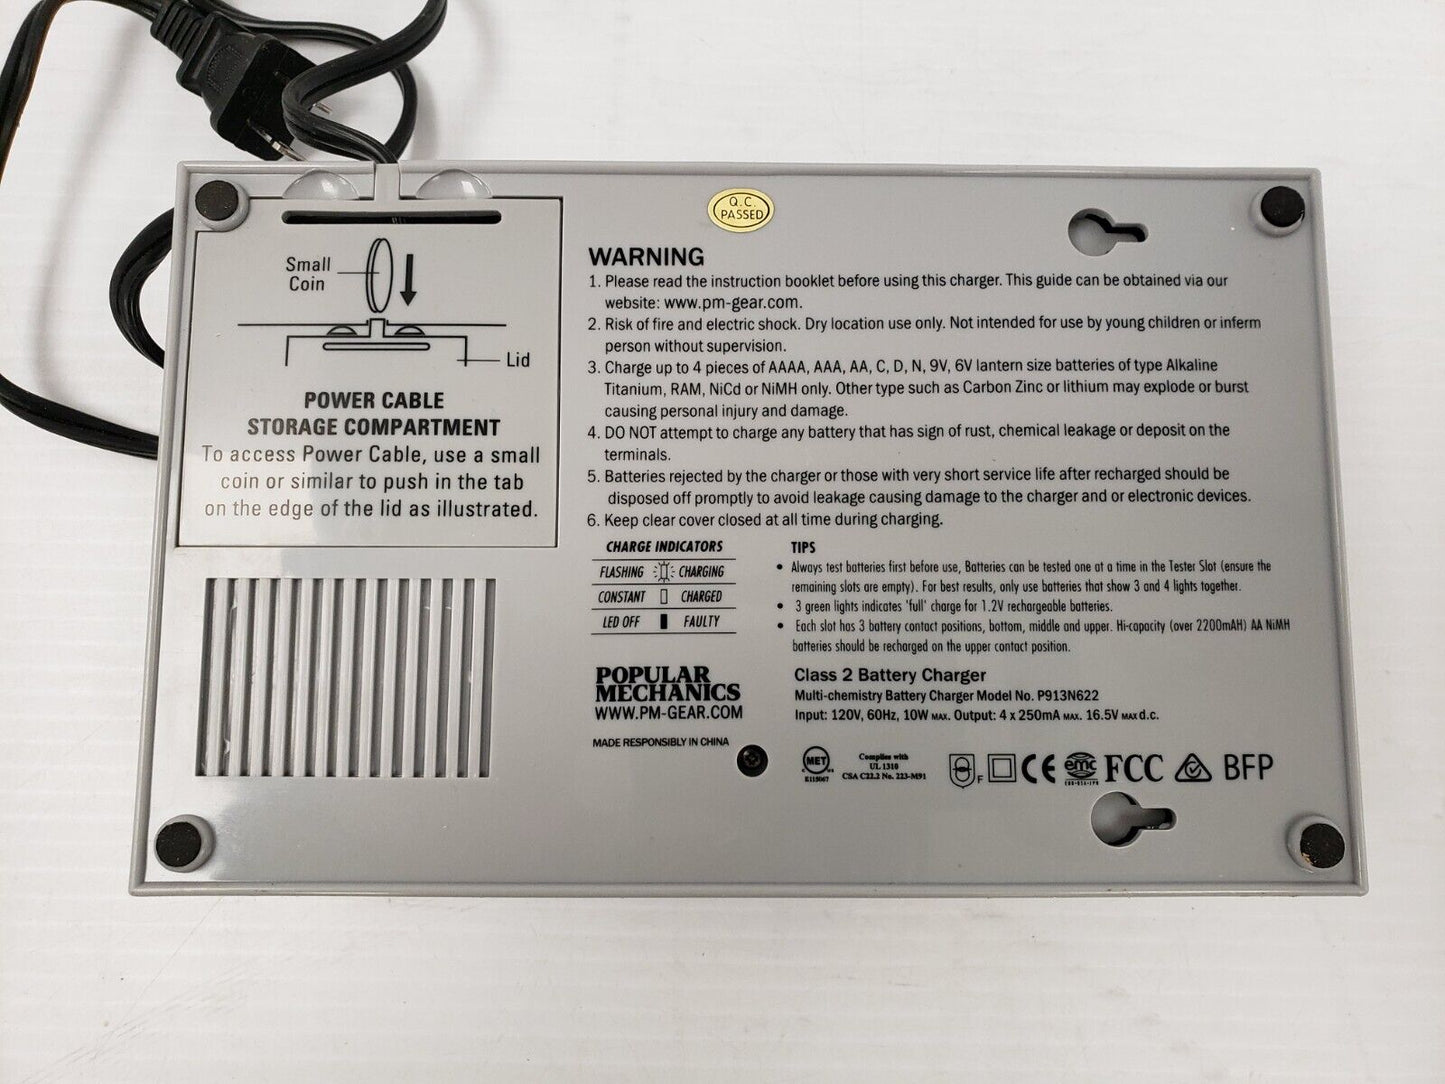 Q.C.
PASSED
Small
Coin
Lid
POWER CABLE
STORAGE COMPARTMENT
To access Power Cable, use a small
coin or similar to push in the tab
on the edge of the lid as illustrated.
WARNING
1. Please read the instruction booklet before using this charger. This guide can be obtained via our
website: www.pm-gear.com.
2. Risk of fire and electric shock. Dry location use only. Not intended for use by young children or inferm
person without supervision.
3. Charge up to 4 pieces of AAAA, AAA, AA, C, D, N, 9V, 6V lantern size batteries of type Alkaline
Titanium, RAM, NiCd or NiMH only. Other type such as Carbon Zinc or lithium may explode or burst
causing personal injury and damage.
4. DO NOT attempt to charge any battery that has sign of rust, chemical leakage or deposit on the
terminals.
5. Batteries rejected by the charger or those with very short service life after recharged should be
disposed off promptly to avoid leakage causing damage to the charger and or electronic devices.
6. Keep clear cover closed at all time during charging.
CHARGE INDICATORS
FLASHING CHARGING
CONSTANT CHARGED
LED OFF FAULTY
TIPS
• Always test batteries first before use, Batteries can be tested one at a time in the Tester Slot (ensure the
remaining slots are empty). For best results, only use batteries that show 3 and 4 lights together.
• 3 green lights indicates 'full' charge for 1.2V rechargeable batteries.
• Each slot has 3 battery contact positions, bottom, middle and upper. Hi-capacity (over 2200mAH) AA NiMH
batteries should be recharged on the upper contact position.
POPULAR
MECHANICS
WWW.PM-GEAR.COM
MADE RESPONSIBLY IN CHINA
Class 2 Battery Charger
Multi-chemistry Battery Charger Model No. P913N622
Input: 120V, 60Hz, 10W MAX. Output: 4 x 250mA MAX. 16.5V MAX d.c.
MET
E115067
Complies with
UL 1310
CSA C22.2 No. 223-M91
F
CE
emc
FCC
BFP